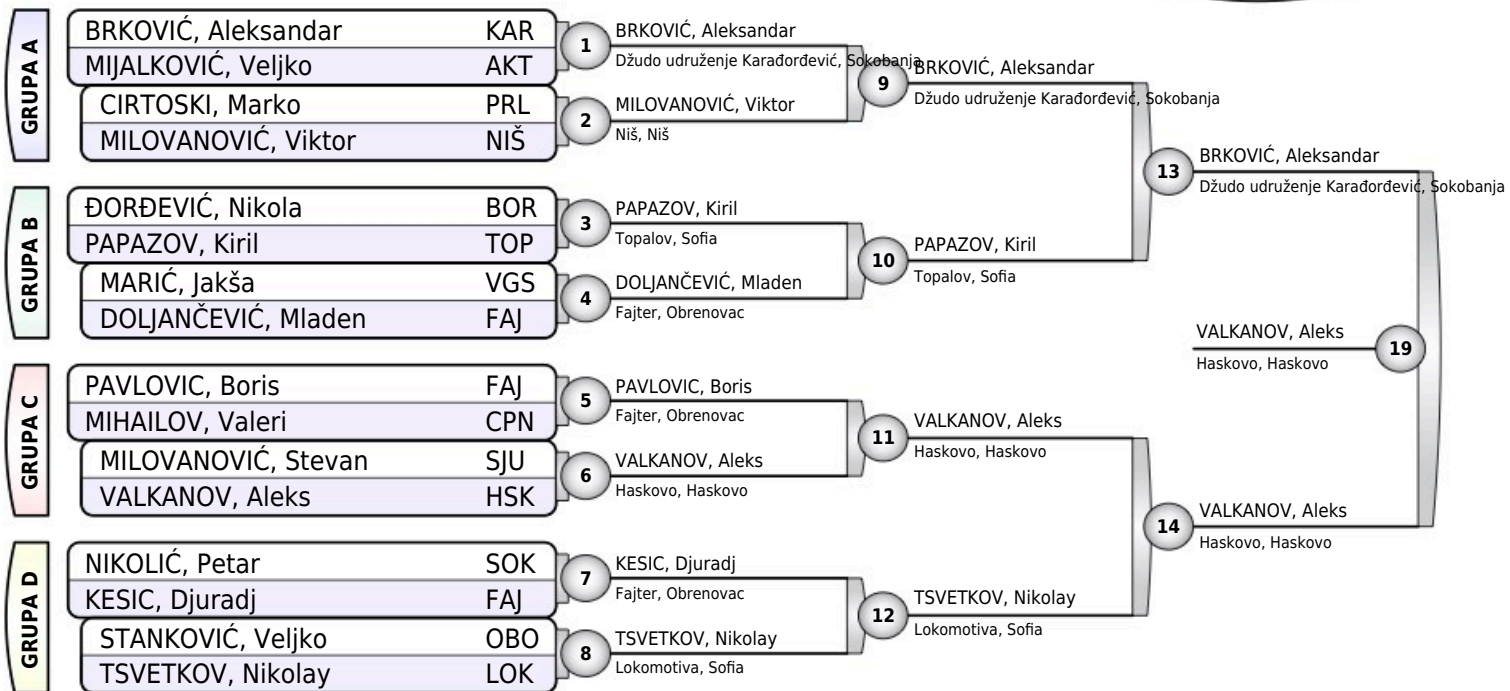 GRUPA A
BRKOVIĆ, Aleksandar KAR
MIJALKOVIĆ, Veljko AKT
CIRTOSKI, Marko PRL
MILOVANOVIĆ, Viktor NIŠ
GRUPA B
ĐORĐEVIĆ, Nikola BOR
PAPAZOV, Kiril TOP
MARIĆ, Jakša VGS
DOLJANČEVIĆ, Mladen FAJ
GRUPA C
PAVLOVIC, Boris FAJ
MIHAILOV, Valeri CPN
MILOVANOVIĆ, Stevan SJU
VALKANOV, Aleks HSK
GRUPA D
NIKOLIĆ, Petar SOK
KESIC, Djuradj FAJ
STANKOVIĆ, Veljko OBO
TSVETKOV, Nikolay LOK
1
BRKOVIĆ, Aleksandar
Džudo udruženje Karađorđević, Sokobanja
2
MILOVANOVIĆ, Viktor
Niš, Niš
3
PAPAZOV, Kiril
Topalov, Sofia
4
DOLJANČEVIĆ, Mladen
Fajter, Obrenovac
5
PAVLOVIC, Boris
Fajter, Obrenovac
6
VALKANOV, Aleks
Haskovo, Haskovo
7
KESIC, Djuradj
Fajter, Obrenovac
8
TSVETKOV, Nikolay
Lokomotiva, Sofia
9
BRKOVIĆ, Aleksandar
Džudo udruženje Karađorđević, Sokobanja
10
PAPAZOV, Kiril
Topalov, Sofia
11
VALKANOV, Aleks
Haskovo, Haskovo
12
TSVETKOV, Nikolay
Lokomotiva, Sofia
13
BRKOVIĆ, Aleksandar
Džudo udruženje Karađorđević, Sokobanja
14
VALKANOV, Aleks
Haskovo, Haskovo
VALKANOV, Aleks
Haskovo, Haskovo
19